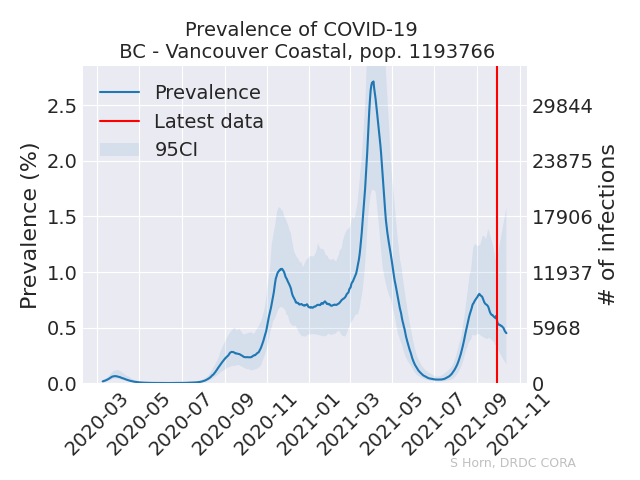 Prevalence of COVID-19
BC - Vancouver Coastal, pop. 1193766
Prevalence
Latest data
95CI
Prevalence (%)
2.5
2.0
1.5
1.0
0.5
0.0
29844
23875
17906
11937
5968
0
# of infections
2020-03
2020-05
2020-07
2020-09
2020-11
2021-01
2021-03
2021-05
2021-07
2021-09
2021-11
S Horn, DRDC CORA